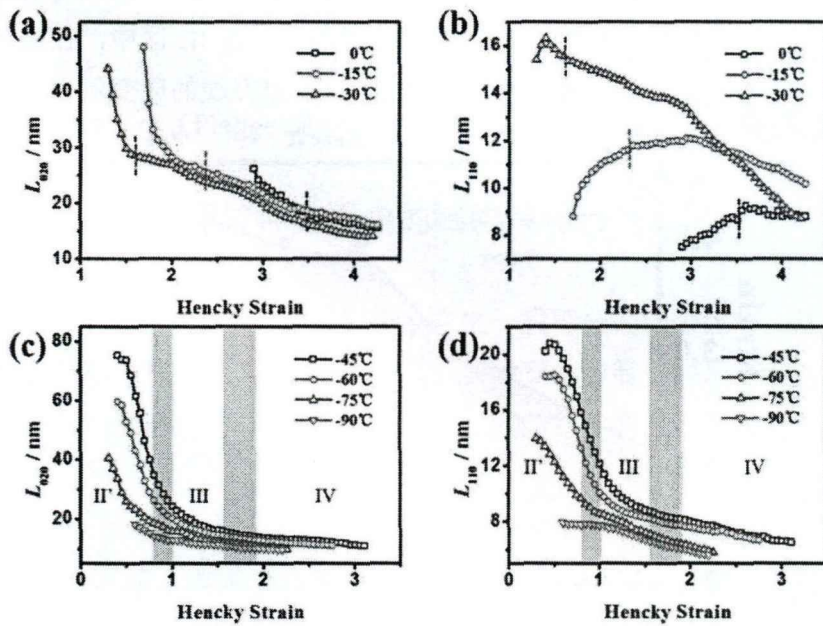 (a)
50
40
30
20
10
1
2
3
4
L020 / nm
Hencky Strain
0℃
-15℃
-30℃
(b)
16
14
12
10
8
1
2
3
4
L110 / nm
Hencky Strain
0℃
-15℃
-30℃
(c)
80
60
40
20
0
1
2
3
L020 / nm
Hencky Strain
-45℃
-60℃
-75℃
-90℃
II'
III
IV
(d)
20
16
12
8
0
1
2
3
L110 / nm
Hencky Strain
-45℃
-60℃
-75℃
-90℃
II'
III
IV